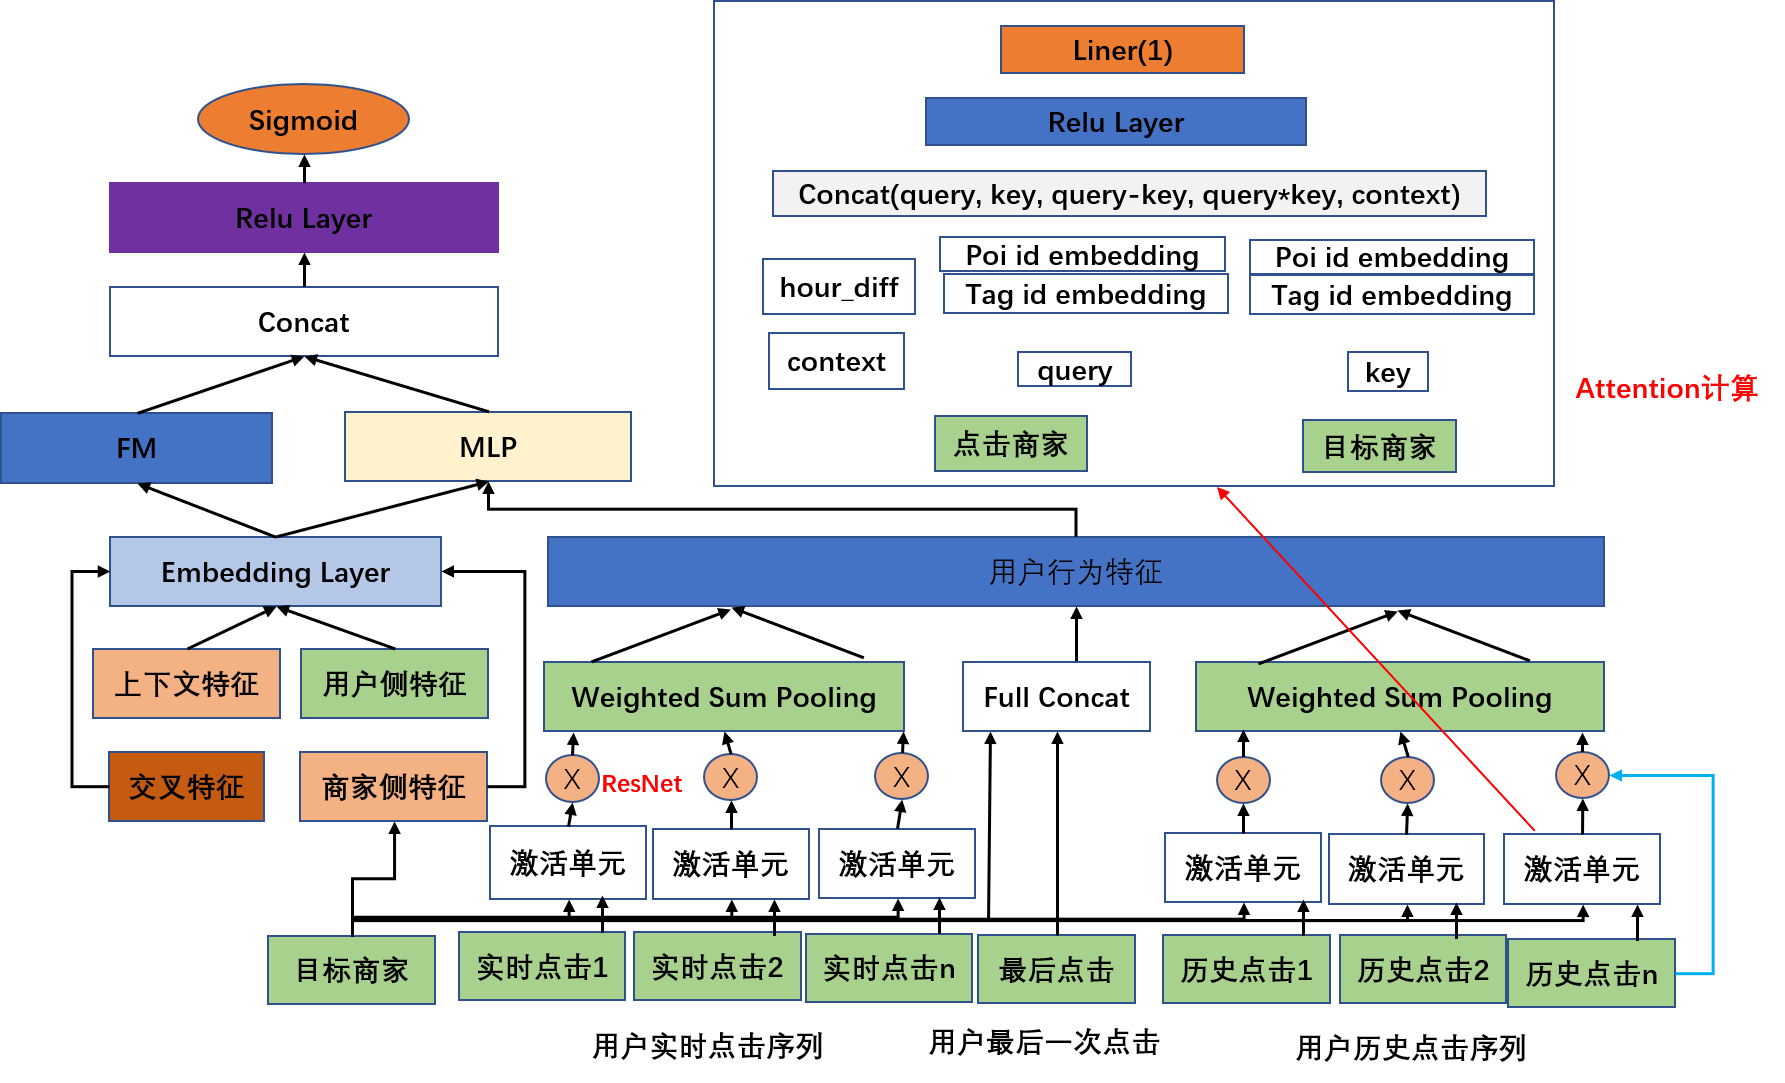 Liner(1)
Relu Layer
Concat(query, key, query-key, query*key, context)
hour_diff
Poi id embedding
Tag id embedding
Poi id embedding
Tag id embedding
context
query
key
点击商家
目标商家
Attention计算
Sigmoid
Relu Layer
Concat
FM
MLP
Embedding Layer
用户行为特征
上下文特征
用户侧特征
Weighted Sum Pooling
Full Concat
Weighted Sum Pooling
交叉特征
商家侧特征
X
ResNet
X
X
X
X
X
激活单元
激活单元
激活单元
激活单元
激活单元
激活单元
目标商家
实时点击1
实时点击2
实时点击n
最后点击
历史点击1
历史点击2
历史点击n
用户实时点击序列
用户最后一次点击
用户历史点击序列